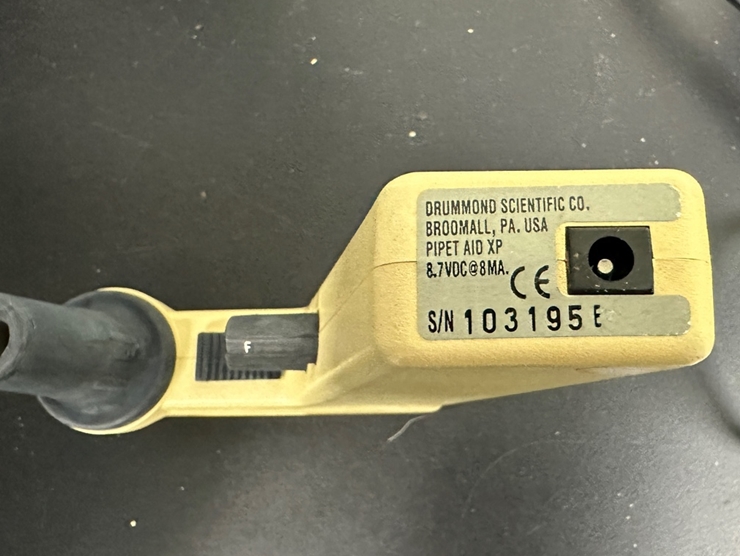 DRUMMOND SCIENTIFIC CO.
BROOMALL, PA. USA
PIPET AID XP
8.7VDC@8MA.
CE
S/N 103195 E
F